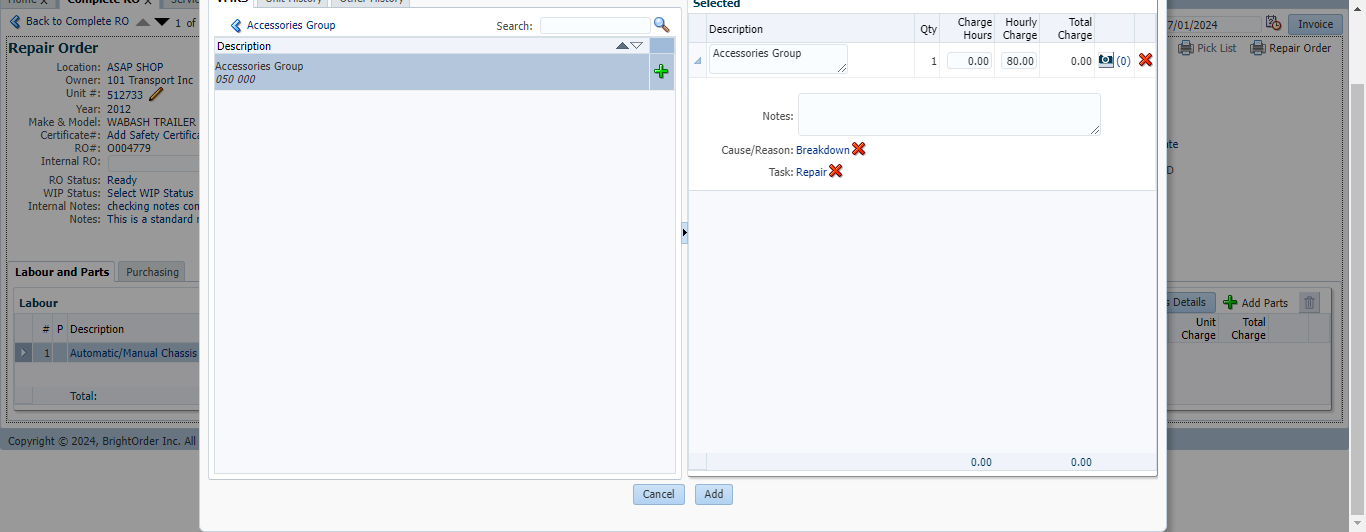 Home x Complete RO x Servi
Back to Complete RO 1 of
Repair Order
Location: ASAP SHOP
Owner: 101 Transport Inc
Unit #: 512733
Year: 2012
Make & Model: WABASH TRAILER
Certificate#: Add Safety Certifica
RO#: O004779
Internal RO:
RO Status: Ready
WIP Status: Select WIP Status
Internal Notes: checking notes con
Notes: This is a standard r
Labour and Parts Purchasing
Labour
# P Description
1 Automatic/Manual Chassis
Total:
Copyright © 2024, BrightOrder Inc. All
VMRS Unit History Other History
Accessories Group Search:
Description
Accessories Group
050 000
Selected
Description Qty Charge Hours Hourly Charge Total Charge
Accessories Group 1 0.00 80.00 0.00 (0)
Notes:
Cause/Reason: Breakdown
Task: Repair
0.00 0.00
Cancel Add
7/01/2024 Invoice
Pick List Repair Order
te
D
s Details Add Parts
Unit Charge Total Charge